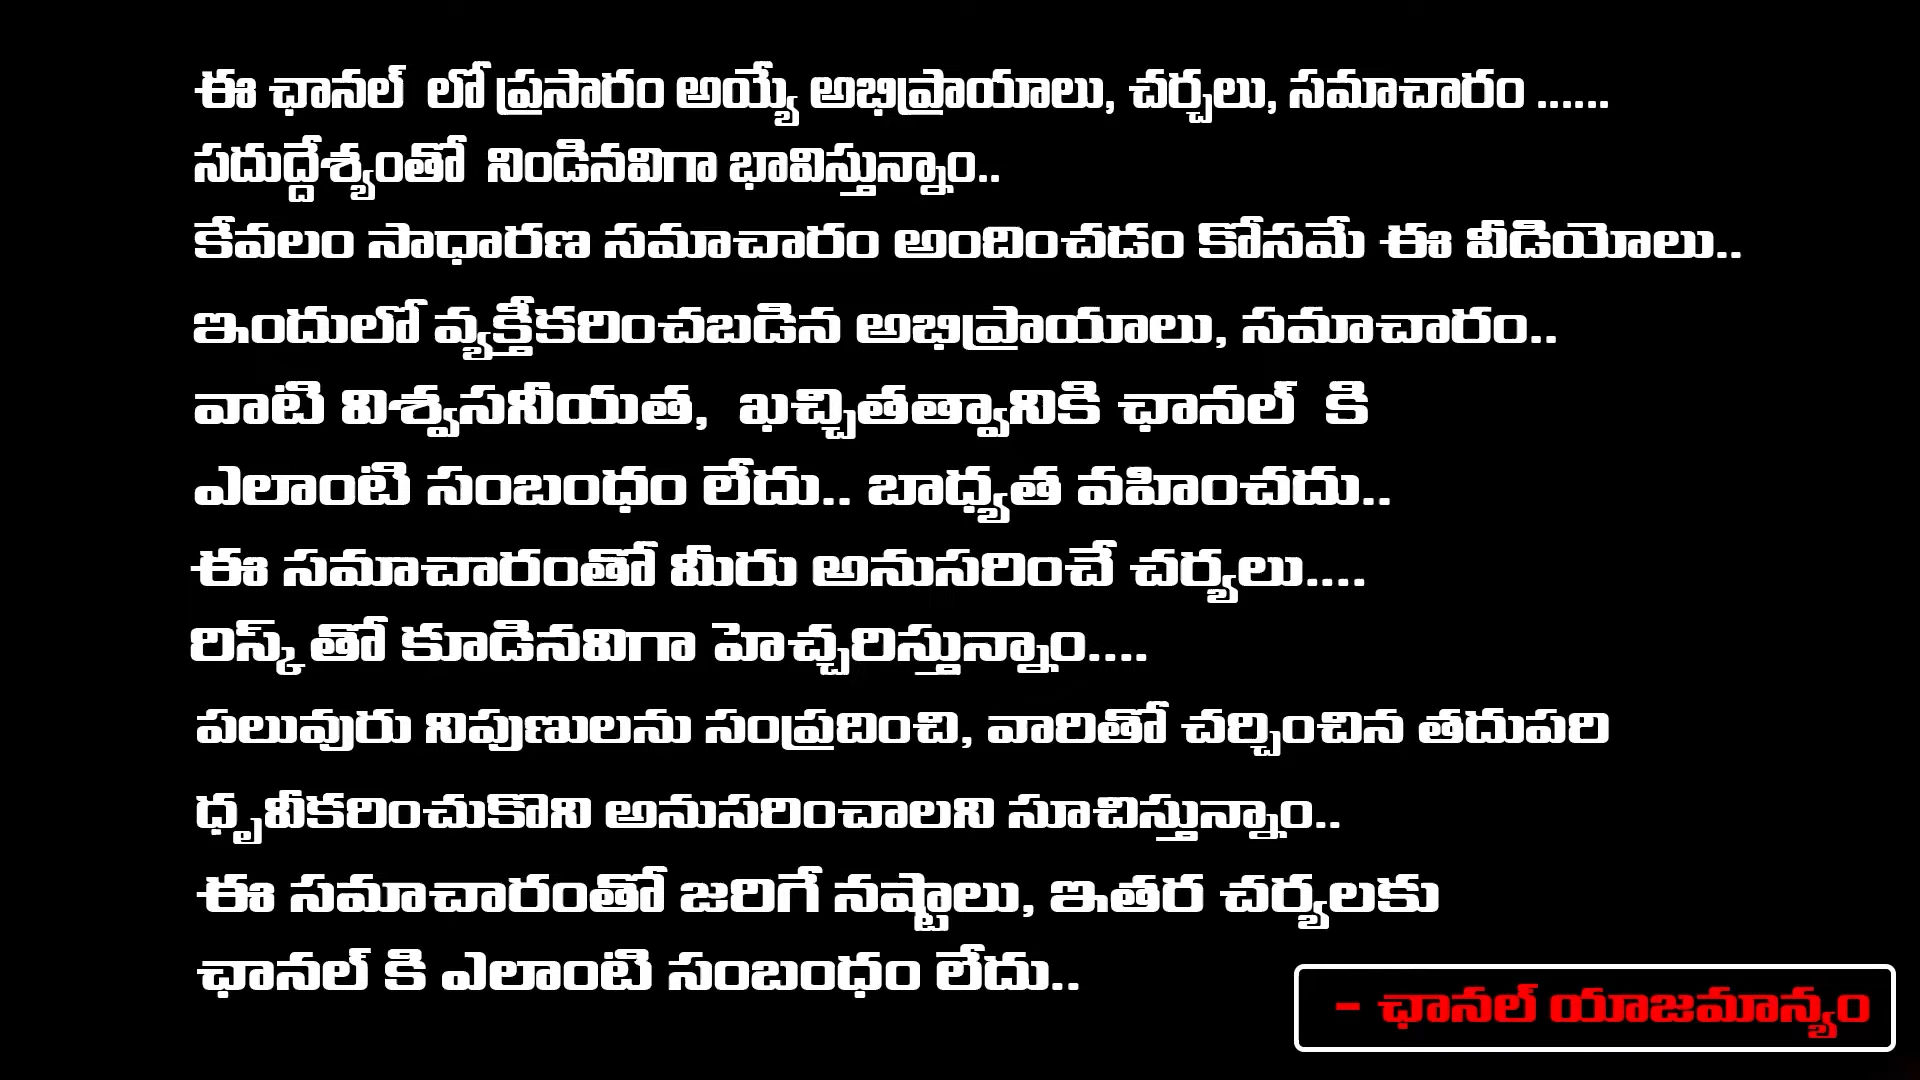 ఈ ఛానల్ లో ప్రసారం అయ్యే అభిప్రాయాలు, చర్చలు, సమాచారం ......
సదుద్దేశ్యంతో నిండినవిగా భావిస్తున్నాం..
కేవలం సాధారణ సమాచారం అందించడం కోసమే ఈ వీడియోలు..
ఇందులో వ్యక్తీకరించబడిన అభిప్రాయాలు, సమాచారం..
వాటి విశ్వసనీయత, ఖచ్చితత్వానికి ఛానల్ కి
ఎలాంటి సంబంధం లేదు.. బాధ్యత వహించదు..
ఈ సమాచారంతో మీరు అనుసరించే చర్యలు....
రిస్క్ తో కూడినవిగా హెచ్చరిస్తున్నాం....
పలువురు నిపుణులను సంప్రదించి, వారితో చర్చించిన తదుపరి
ధృవీకరించుకొని అనుసరించాలని సూచిస్తున్నాం..
ఈ సమాచారంతో జరిగే నష్టాలు, ఇతర చర్యలకు
ఛానల్ కి ఎలాంటి సంబంధం లేదు..
- ఛానల్ యాజమాన్యం